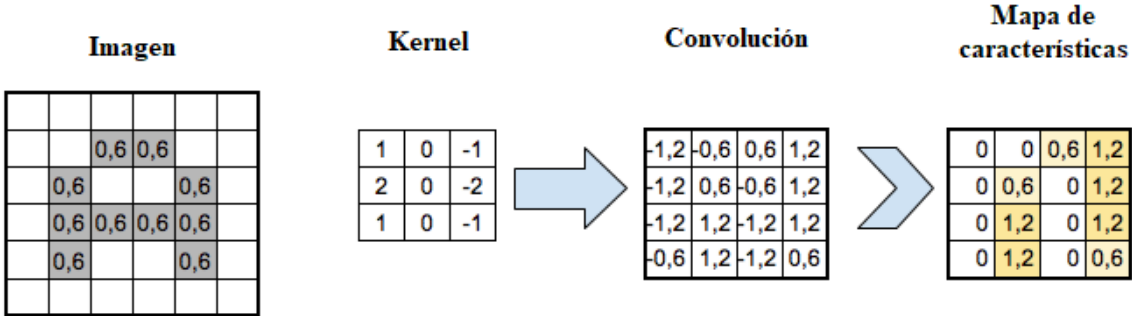 Imagen
Kernel
Convolución
Mapa de
características
0,6 0,6
0,6 0,6
0,6 0,6 0,6 0,6
0,6 0,6
1 0 -1
2 0 -2
1 0 -1
-1,2 -0,6 0,6 1,2
-1,2 0,6 -0,6 1,2
-1,2 1,2 -1,2 1,2
-0,6 1,2 -1,2 0,6
0 0 0,6 1,2
0 0,6 0 1,2
0 1,2 0 1,2
0 1,2 0 0,6